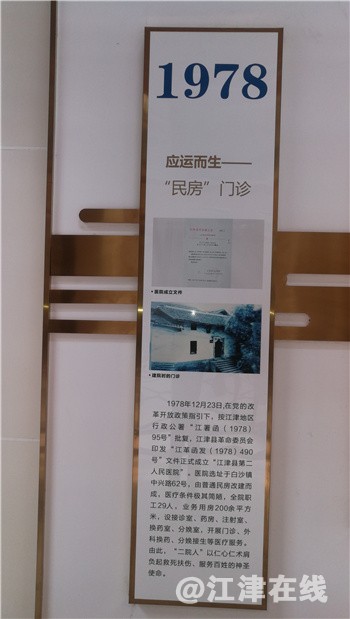 1978
应运而生——
“民房”门诊
•医院成立文件
•建院初的门诊
1978年12月23日,在党的改
革开放政策指引下，按江津地区
行政公署“江署函（1978）
95号”批复，江津县革命委员会
印发“江革函发（1978）490
号”文件正式成立“江津县第二
人民医院”。医院选址于白沙镇
中兴路62号，由普通民房改建而
成，医疗条件极其简陋，全院职
工29人，业务用房200余平方
米，设接诊室、药房、注射室、
换药室、分娩室，开展门诊、外
科换药、分娩接生等医疗服务。
由此，“二院人”以仁心仁术肩
负起救死扶伤、服务百姓的神圣
使命。
@江津在线